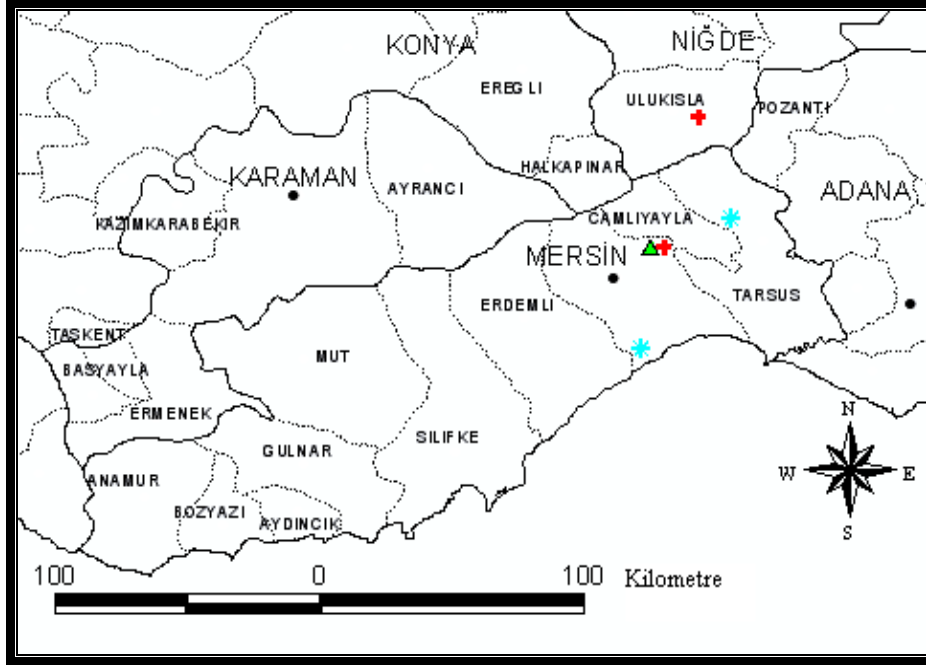 KONYA
NİĞDE
EREGLI
ULUKISLA
POZANTI
HALKAPINAR
KARAMAN
AYRANCI
ADANA
KAZIMKARABEKIR
CAMLIYAYLA
MERSİN
ERDEMLI
TARSUS
TASKENT
BASYAYLA
MUT
ERMENEK
SILIFKE
GULNAR
ANAMUR
BOZYAZI
AYDINCIK
N
W
E
S
100
0
100
Kilometre